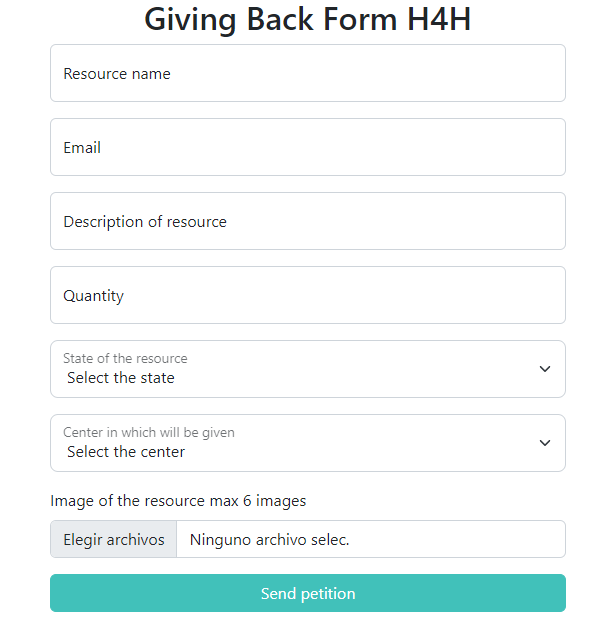 Giving Back Form H4H
Resource name
Email
Description of resource
Quantity
State of the resource
Select the state
Center in which will be given
Select the center
Image of the resource max 6 images
Elegir archivos Ninguno archivo selec.
Send petition